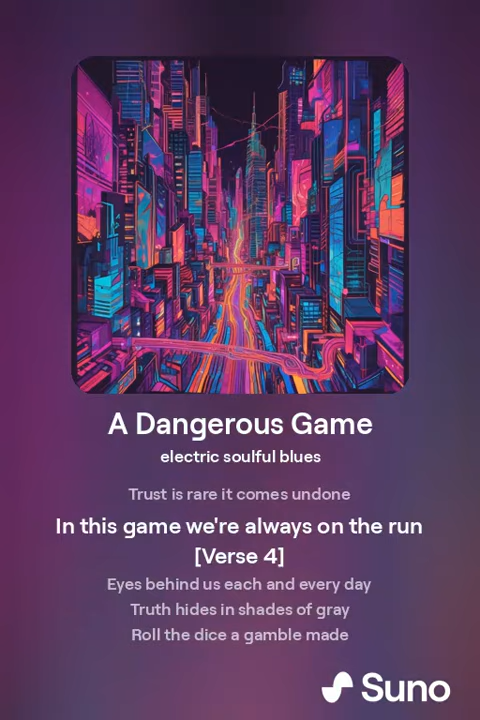 A Dangerous Game
electric soulful blues
Trust is rare it comes undone
In this game we're always on the run
[Verse 4]
Eyes behind us each and every day
Truth hides in shades of gray
Roll the dice a gamble made
Suno